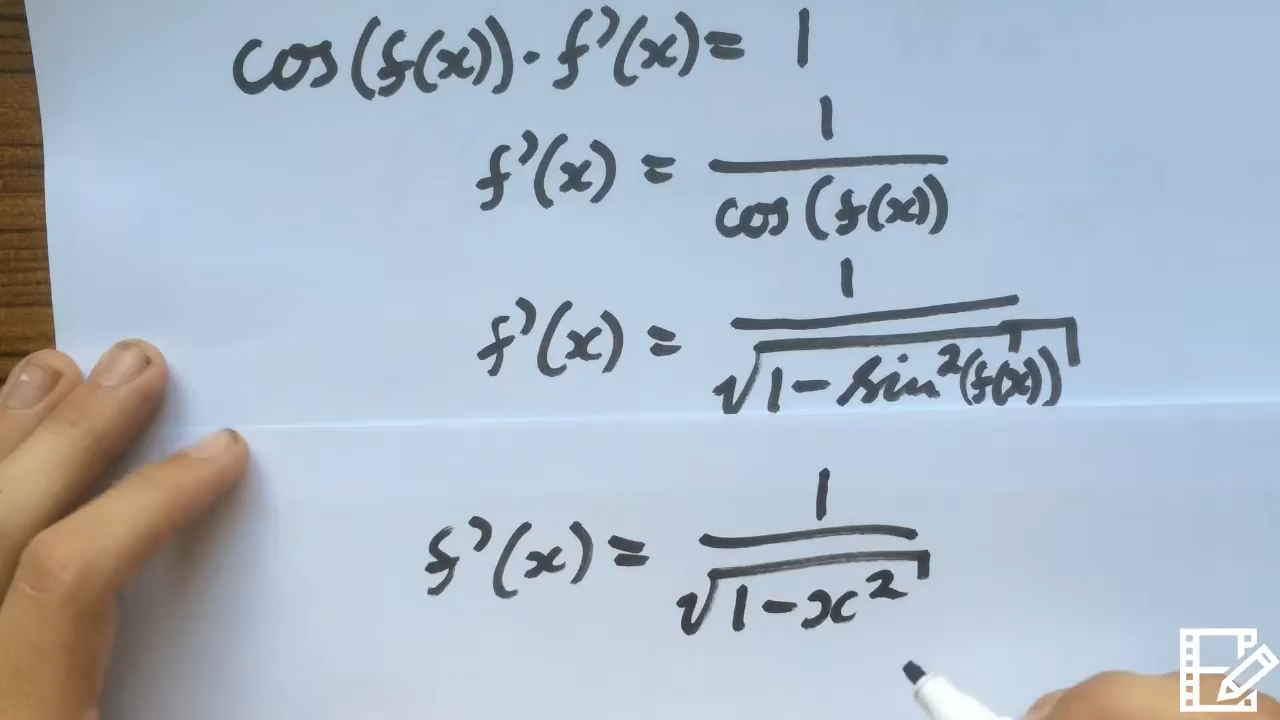 cos(f(x)) · f'(x) = 1
f'(x) = 1/cos(f(x))
f'(x) = 1/√(1-sin²(f(x)))
f'(x) = 1/√(1-x²)